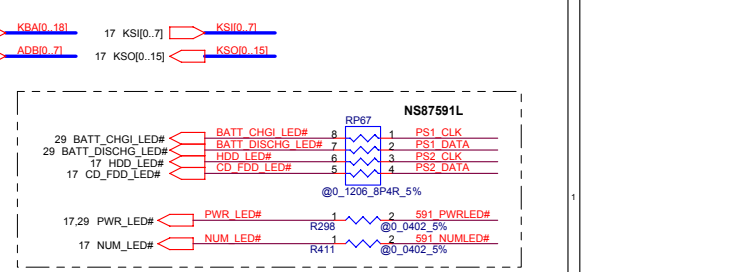 KBA[0..18] 17 KSI[0..7] KSI[0..7]
ADB[0..7] 17 KSO[0..15] KSO[0..15]
NS87591L
RP67
29 BATT_CHGI_LED# BATT_CHGI_LED# 8 1 PS1_CLK
29 BATT_DISCHG_LED# BATT_DISCHG_LED# 7 2 PS1_DATA
17 HDD_LED# HDD_LED# 6 3 PS2_CLK
17 CD_FDD_LED# CD_FDD_LED# 5 4 PS2_DATA
@0_1206_8P4R_5%
17,29 PWR_LED# PWR_LED# 1 2 591_PWRLED#
R298 @0_0402_5%
17 NUM_LED# NUM_LED# 1 2 591_NUMLED#
R411 @0_0402_5%
1